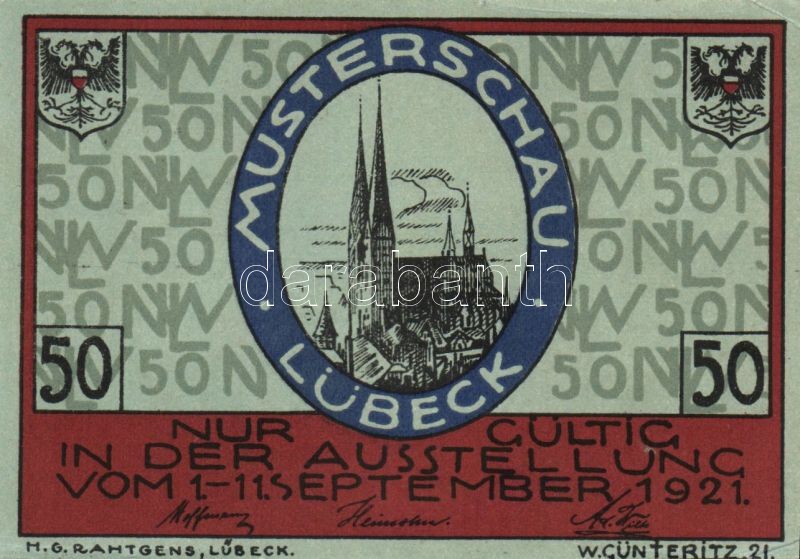 MUSTERSCHAU
LÜBECK
50 50
NUR GÜLTIG
IN DER AUSSTELLUNG
VOM 1.-11.SEPTEMBER 1921.
Heinsohn.
H.G. RAHTGENS, LÜBECK. W.GÜNTERITZ.21.
darabanth